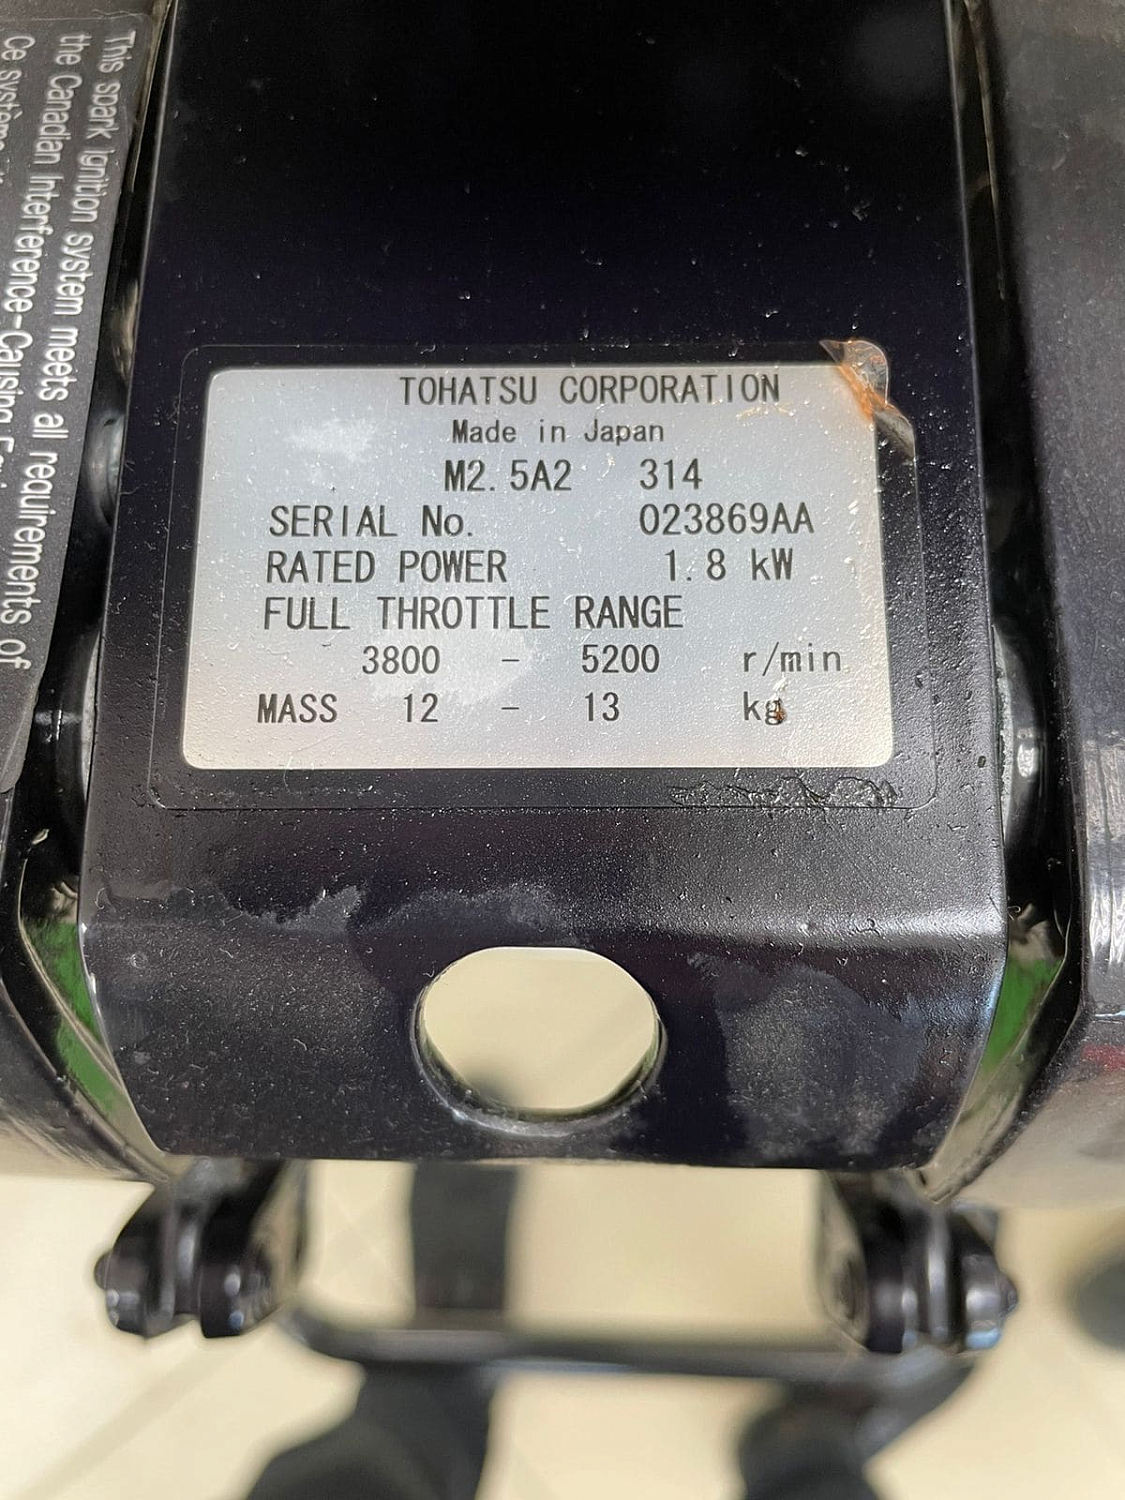 TOHATSU CORPORATION
Made in Japan
M2.5A2 314
SERIAL No. 023869AA
RATED POWER 1.8 kW
FULL THROTTLE RANGE
3800 - 5200 r/min
MASS 12 - 13 kg
This spark ignition system meets all requirements of
the Canadian Interference-Causing
Ce système